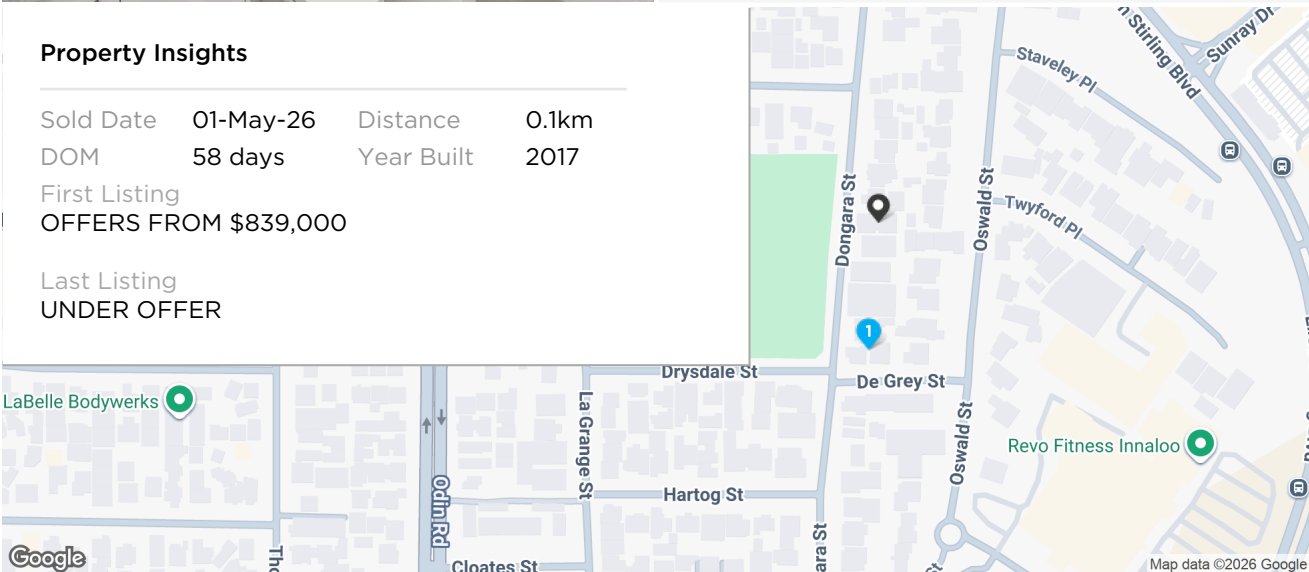 Property Insights
Sold Date 01-May-26 Distance 0.1km
DOM 58 days Year Built 2017
First Listing
OFFERS FROM $839,000
Last Listing
UNDER OFFER
Stirling Blvd
Sunray Dr
Staveley Pl
Dongara St
Oswald St
Twyford Pl
1
Drysdale St
De Grey St
LaBelle Bodywerks
La Grange St
Oswald St
Revo Fitness Innaloo
Odin Rd
Hartog St
Cloates St
Google
Map data ©2026 Google